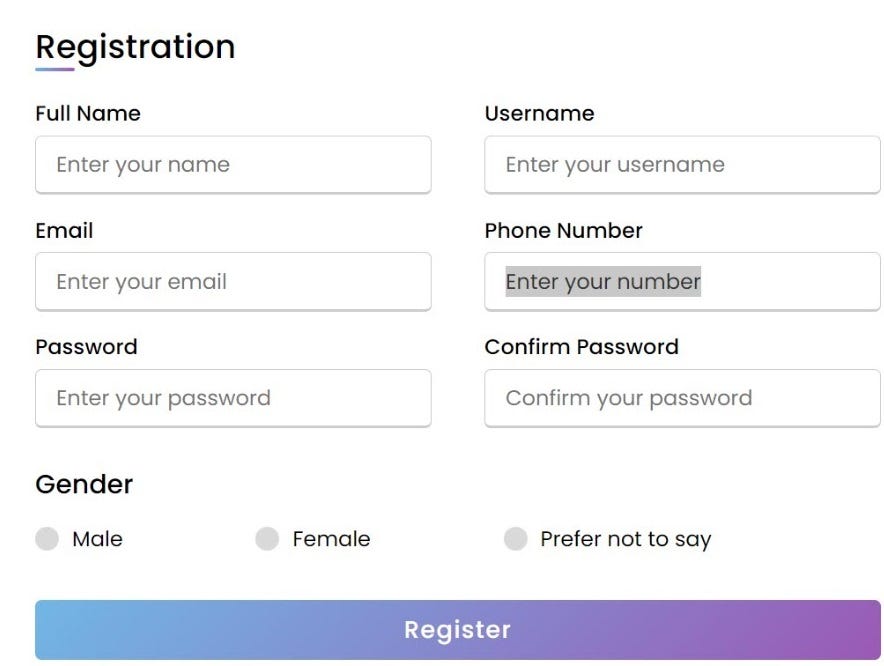 Registration
Full Name
Username
Enter your name
Enter your username
Email
Phone Number
Enter your email
Enter your number
Password
Confirm Password
Enter your password
Confirm your password
Gender
Male
Female
Prefer not to say
Register